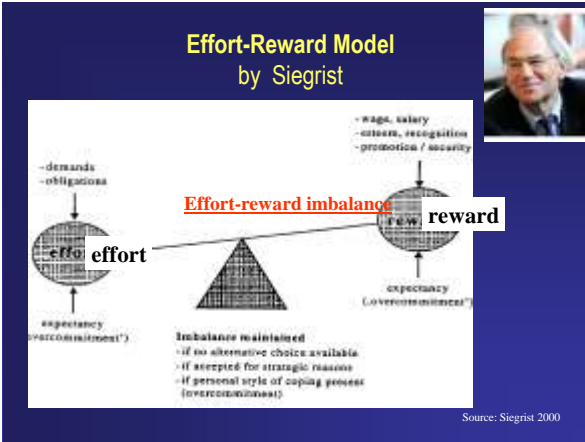 Effort-Reward Model
by Siegrist
- wage, salary
- esteem, recognition
- promotion / security
- demands
- obligations
Effort-reward imbalance
rew
reward
effo
effort
expectancy
(„overcommitment")
expectancy
overcommitment")
Imbalance maintained
- if no alternative choice available
- if accepted for strategic reasons
- if personal style of coping present
(overcommitment)
Source: Siegrist 2000